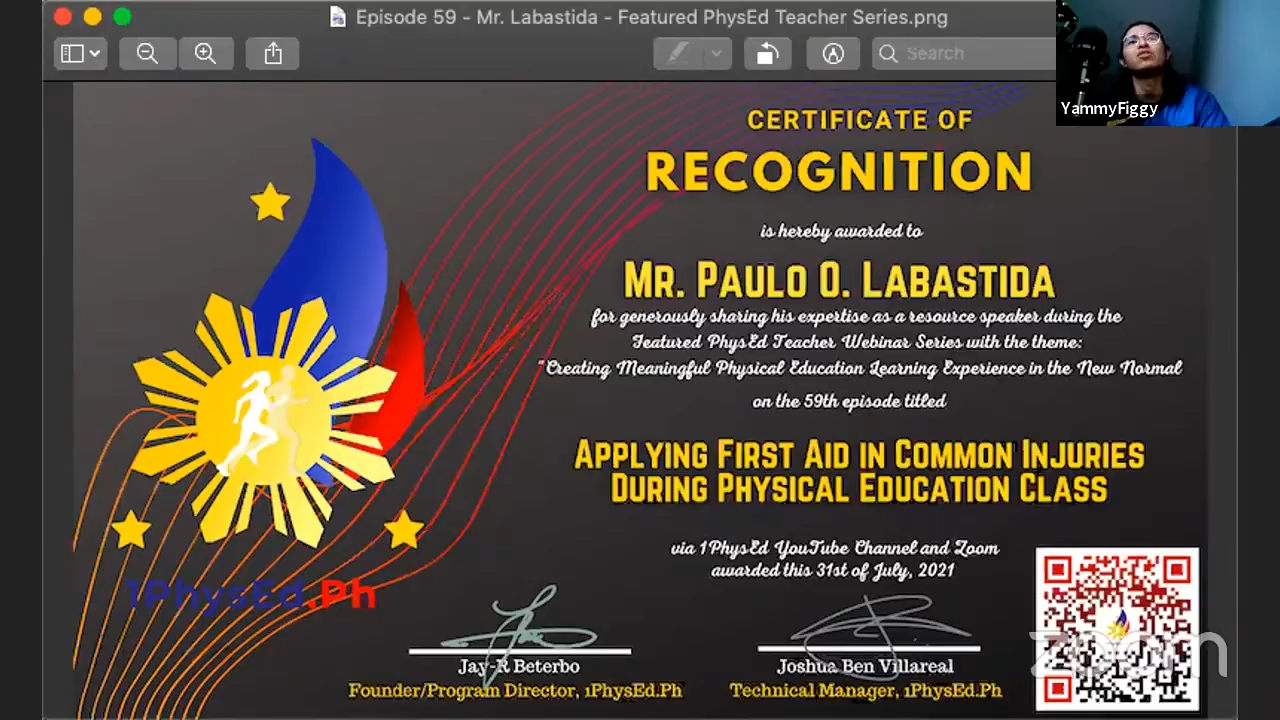 Episode 59 - Mr. Labastida - Featured PhysEd Teacher Series.png
Search
YammyFiggy
CERTIFICATE OF
RECOGNITION
is hereby awarded to
MR. PAULO O. LABASTIDA
for generously sharing his expertise as a resource speaker during the
Featured PhysEd Teacher Webinar Series with the theme:
"Creating Meaningful Physical Education Learning Experience in the New Normal
on the 59th episode titled
APPLYING FIRST AID IN COMMON INJURIES
DURING PHYSICAL EDUCATION CLASS
via 1PhysEd YouTube Channel and Zoom
awarded this 31st of July, 2021
1PhysEd.Ph
Jay-R Beterbo
Founder/Program Director, 1PhysEd.Ph
Joshua Ben Villareal
Technical Manager, 1PhysEd.Ph
zoom